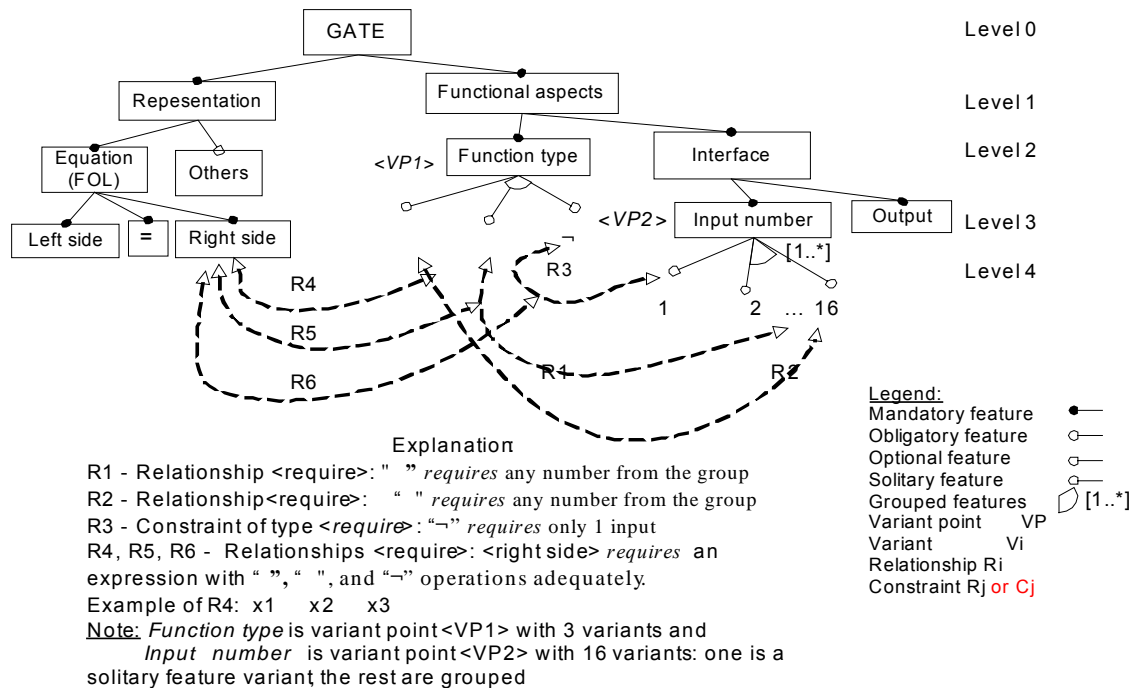 GATE
Level 0
Repesentation
Functional aspects
Level 1
Equation
(FOL)
Others
<VP1>
Function type
Interface
Level 2
Left side
=
Right side
<VP2>
Input number
Output
Level 3
¬
[1..*]
R3
R4
Level 4
1
2
...
16
R5
R6
R1
R2
Legend:
Mandatory feature
Obligatory feature
Optional feature
Solitary feature
Grouped features
[1..*]
Variant point VP
Variant Vi
Relationship Ri
Constraint Rj or Cj
Explanation:
R1 - Relationship <require>: " ” requires any number from the group
R2 - Relationship<require>: “ " requires any number from the group
R3 - Constraint of type <require>: “¬” requires only 1 input
R4, R5, R6 - Relationships <require>: <right side> requires an
expression with “ ”, “ ", and “¬” operations adequately.
Example of R4: x1 x2 x3
Note: Function type is variant point <VP1> with 3 variants and
Input number is variant point <VP2> with 16 variants: one is a
solitary feature variant, the rest are grouped